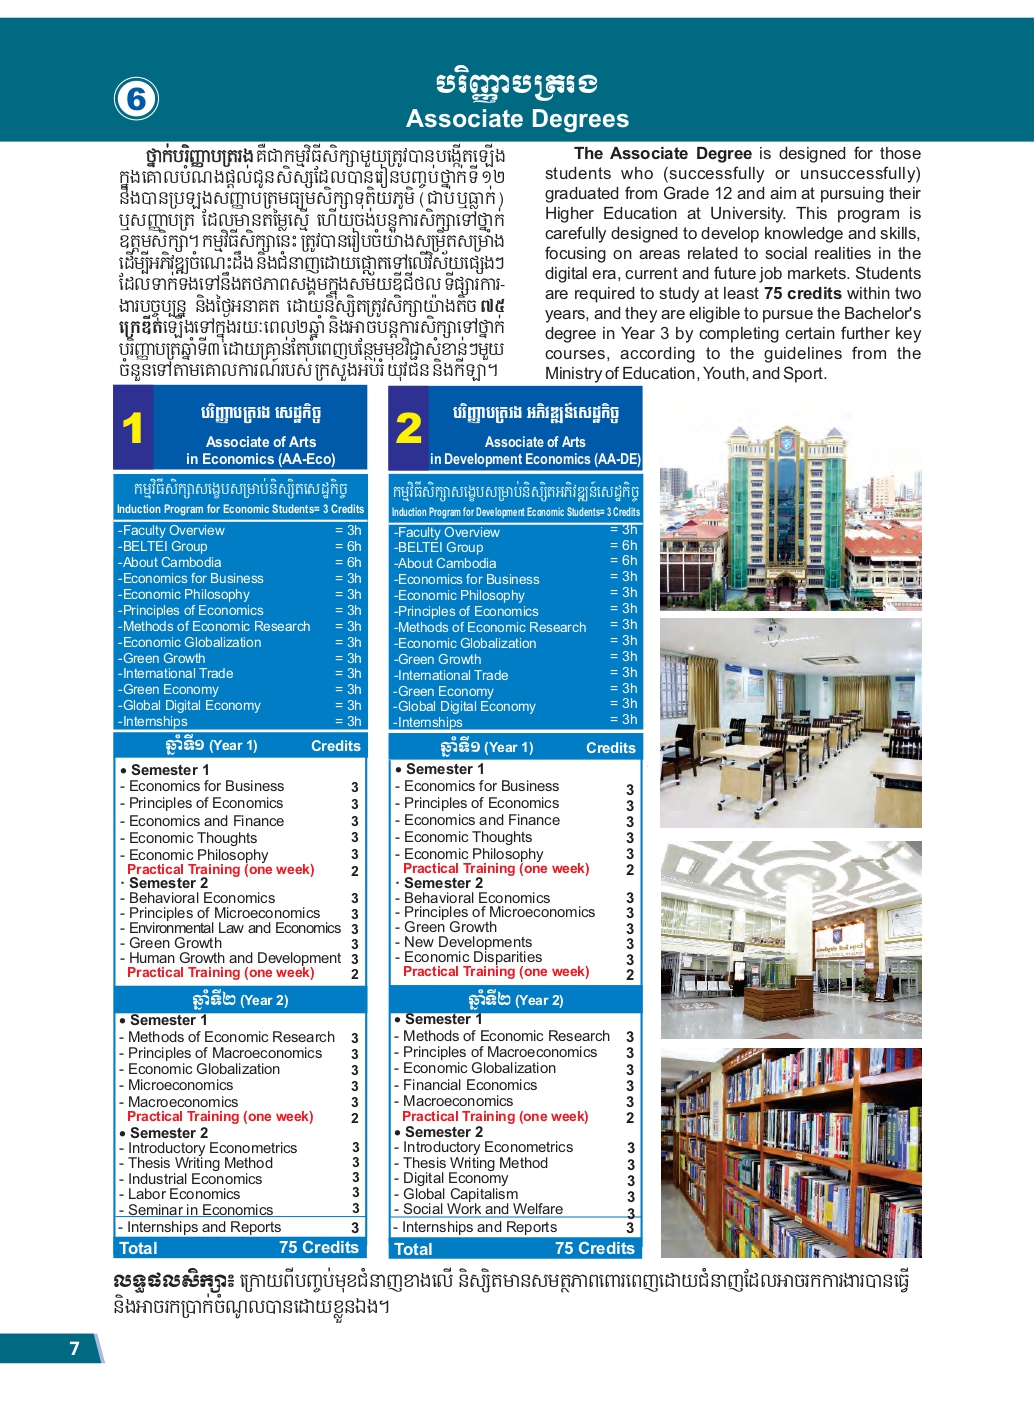 6
បរិញ្ញាបត្ររង
Associate Degrees
ថ្នាក់បរិញ្ញាបត្ររង គឺជាកម្មវិធីសិក្សាមួយត្រូវបានបង្កើតឡើង
ក្នុងគោលបំណងផ្តល់ជូនសិស្សដែលបានរៀនបញ្ចប់ថ្នាក់ទី ១២
និងបានប្រឡងសញ្ញាបត្រមធ្យមសិក្សាទុតិយភូមិ (ជាប់ឬធ្លាក់)
ឬសញ្ញាបត្រ ដែលមានតម្លៃស្មើ ហើយចង់បន្តការសិក្សាទៅថ្នាក់
ឧត្តមសិក្សា។ កម្មវិធីសិក្សានេះ ត្រូវបានរៀបចំយ៉ាងសម្រិតសម្រាំង
ដើម្បីអភិវឌ្ឍចំណេះដឹង និងជំនាញដោយផ្តោតទៅលើវិស័យផ្សេងៗ
ដែលទាក់ទងទៅនឹងតថភាពសង្គមក្នុងសម័យឌីជីថល ទីផ្សារការ-
ងារបច្ចុប្បន្ន និងថ្ងៃអនាគត ដោយនិស្សិតត្រូវសិក្សាយ៉ាងតិច ៧៥
ក្រេឌីតឡើងទៅក្នុងរយៈពេល២ឆ្នាំ និងអាចបន្តការសិក្សាទៅថ្នាក់
បរិញ្ញាបត្រឆ្នាំទី៣ ដោយគ្រាន់តែបំពេញបន្ថែមមុខវិជ្ជាសំខាន់ៗមួយ
ចំនួនទៅតាមគោលការណ៍របស់ ក្រសួងអប់រំ យុវជន និងកីឡា។
The Associate Degree is designed for those
students who (successfully or unsuccessfully)
graduated from Grade 12 and aim at pursuing their
Higher Education at University. This program is
carefully designed to develop knowledge and skills,
focusing on areas related to social realities in the
digital era, current and future job markets. Students
are required to study at least 75 credits within two
years, and they are eligible to pursue the Bachelor's
degree in Year 3 by completing certain further key
courses, according to the guidelines from the
Ministry of Education, Youth, and Sport.
1
បរិញ្ញាបត្ររង សេដ្ឋកិច្ច
Associate of Arts
in Economics (AA-Eco)
កម្មវិធីសិក្សាសង្ខេបសម្រាប់និស្សិតសេដ្ឋកិច្ច
Induction Program for Economic Students= 3 Credits
-Faculty Overview = 3h
-BELTEI Group = 6h
-About Cambodia = 6h
-Economics for Business = 3h
-Economic Philosophy = 3h
-Principles of Economics = 3h
-Methods of Economic Research = 3h
-Economic Globalization = 3h
-Green Growth = 3h
-International Trade = 3h
-Green Economy = 3h
-Global Digital Economy = 3h
-Internships = 3h
ឆ្នាំទី១ (Year 1) Credits
• Semester 1
- Economics for Business 3
- Principles of Economics 3
- Economics and Finance 3
- Economic Thoughts 3
- Economic Philosophy 3
Practical Training (one week) 2
· Semester 2
- Behavioral Economics 3
- Principles of Microeconomics 3
- Environmental Law and Economics 3
- Green Growth 3
- Human Growth and Development 3
Practical Training (one week) 2
ឆ្នាំទី២ (Year 2)
• Semester 1
- Methods of Economic Research 3
- Principles of Macroeconomics 3
- Economic Globalization 3
- Microeconomics 3
- Macroeconomics 3
Practical Training (one week) 2
• Semester 2
- Introductory Econometrics 3
- Thesis Writing Method 3
- Industrial Economics 3
- Labor Economics 3
- Seminar in Economics 3
- Internships and Reports 3
Total 75 Credits
2
បរិញ្ញាបត្ររង អភិវឌ្ឍន៍សេដ្ឋកិច្ច
Associate of Arts
in Development Economics (AA-DE)
កម្មវិធីសិក្សាសង្ខេបសម្រាប់និស្សិតអភិវឌ្ឍន៍សេដ្ឋកិច្ច
Induction Program for Development Economic Students= 3 Credits
-Faculty Overview = 3h
-BELTEI Group = 6h
-About Cambodia = 6h
-Economics for Business = 3h
-Economic Philosophy = 3h
-Principles of Economics = 3h
-Methods of Economic Research = 3h
-Economic Globalization = 3h
-Green Growth = 3h
-International Trade = 3h
-Green Economy = 3h
-Global Digital Economy = 3h
-Internships = 3h
ឆ្នាំទី១ (Year 1) Credits
• Semester 1
- Economics for Business 3
- Principles of Economics 3
- Economics and Finance 3
- Economic Thoughts 3
- Economic Philosophy 3
Practical Training (one week) 2
· Semester 2
- Behavioral Economics 3
- Principles of Microeconomics 3
- Green Growth 3
- New Developments 3
- Economic Disparities 3
Practical Training (one week) 2
ឆ្នាំទី២ (Year 2)
• Semester 1
- Methods of Economic Research 3
- Principles of Macroeconomics 3
- Economic Globalization 3
- Financial Economics 3
- Macroeconomics 3
Practical Training (one week) 2
• Semester 2
- Introductory Econometrics 3
- Thesis Writing Method 3
- Digital Economy 3
- Global Capitalism 3
- Social Work and Welfare 3
- Internships and Reports 3
Total 75 Credits
លទ្ធផលសិក្សា៖ ក្រោយពីបញ្ចប់មុខជំនាញខាងលើ និស្សិតមានសមត្ថភាពពោរពេញដោយជំនាញដែលអាចរកការងារបានធ្វើ
និងអាចរកប្រាក់ចំណូលបានដោយខ្លួនឯង។
7